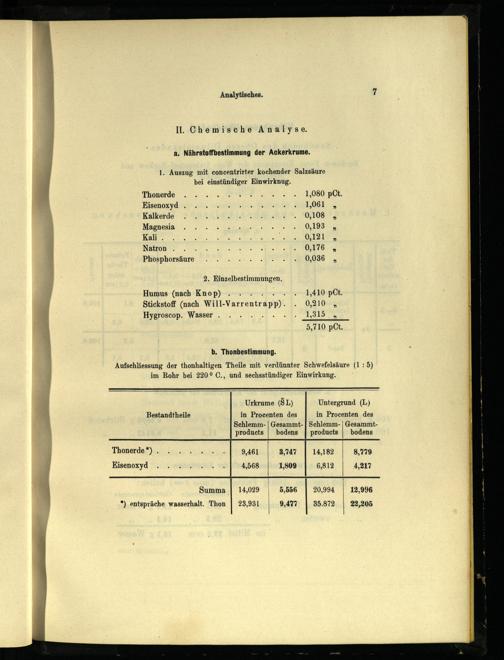 Analytisches. 7
II. Chemische Analyse.
a. Nährstoffbestimmung der Ackerkrume.
1. Auszug mit concentrirter kochender Salzsäure
bei einstündiger Einwirkung.
Thonerde . . . . . . . . . . . 1,080 pCt.
Eisenoxyd . . . . . . . . . . . 1,061 „
Kalkerde . . . . . . . . . . . 0,108 „
Magnesia . . . . . . . . . . . 0,193 „
Kali . . . . . . . . . . . . . 0,121 „
Natron . . . . . . . . . . . . 0,176 „
Phosphorsäure . . . . . . . . 0,036 „
2. Einzelbestimmungen.
Humus (nach Knop) . . . . . . . 1,410 pCt.
Stickstoff (nach Will-Varrentrapp) . . 0,210 „
Hygroscop. Wasser . . . . . . . . 1,315 „
5,710 pCt.
b. Thonbestimmung.
Aufschliessung der thonhaltigen Theile mit verdünnter Schwefelsäure (1 : 5)
im Rohr bei 220° C., und sechsstündiger Einwirkung.
Urkrume (S̆L) Untergrund (L)
Bestandtheile in Procenten des in Procenten des
Schlemm- Gesammt- Schlemm- Gesammt-
products bodens products bodens
Thonerde*) . . . . . . . 9,461 3,747 14,182 8,779
Eisenoxyd . . . . . . . 4,568 1,809 6,812 4,217
Summa 14,029 5,556 20,994 12,996
*) entspräche wasserhalt. Thon 23,931 9,477 35.872 22,205